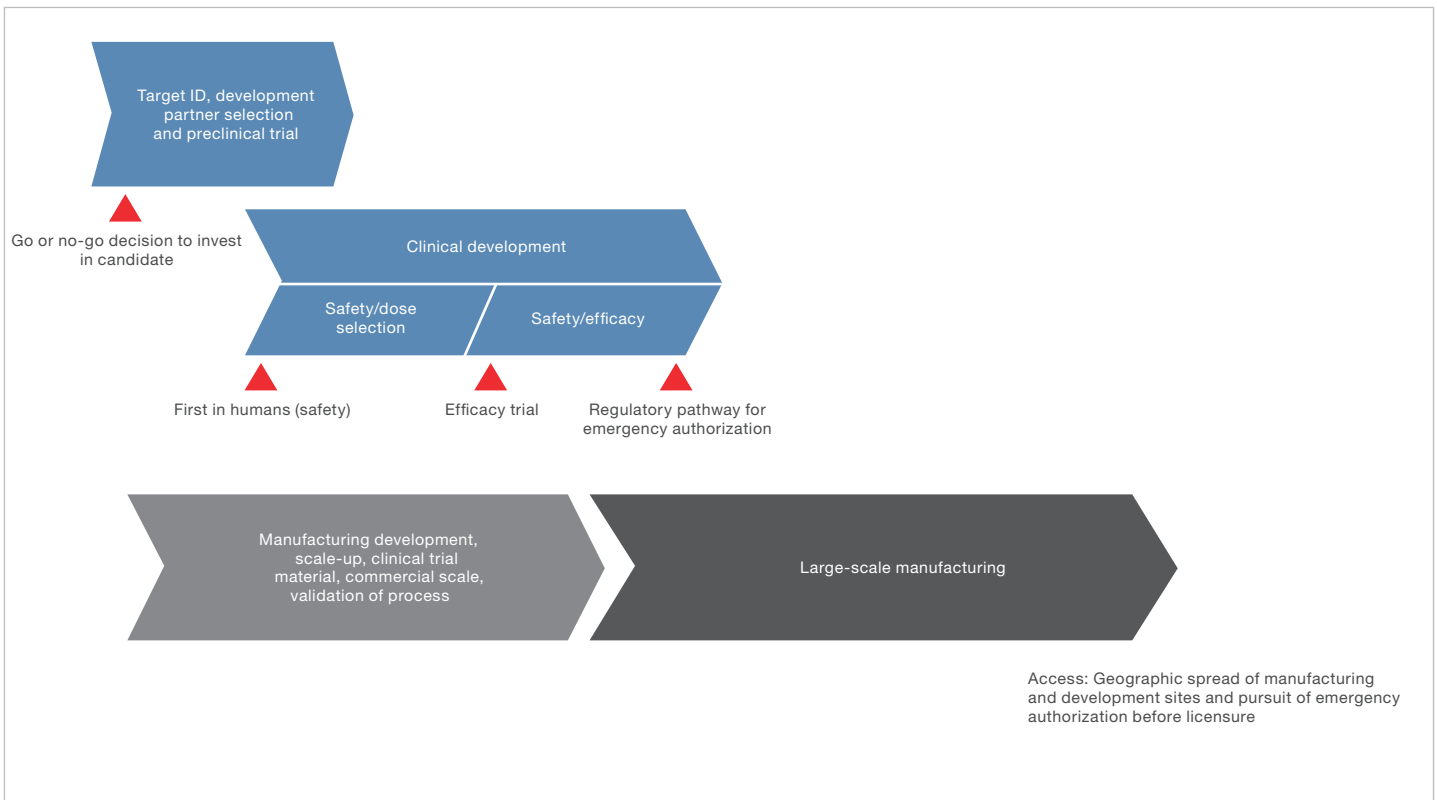 Target ID, development
partner selection
and preclinical trial
Go or no-go decision to invest
in candidate
Clinical development
Safety/dose
selection
Safety/efficacy
First in humans (safety)
Efficacy trial
Regulatory pathway for
emergency authorization
Manufacturing development,
scale-up, clinical trial
material, commercial scale,
validation of process
Large-scale manufacturing
Access: Geographic spread of manufacturing
and development sites and pursuit of emergency
authorization before licensure